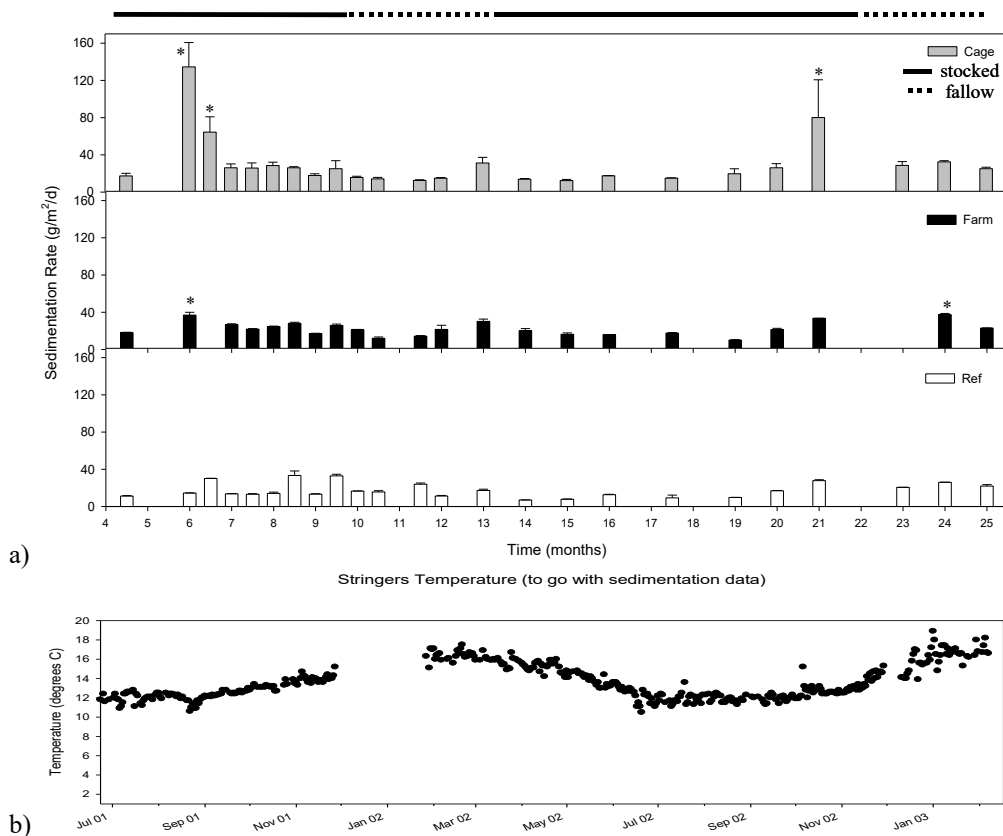 Cage
stocked
fallow
160
120
80
40
0
*
*
*
Farm
160
120
80
40
0
*
*
Ref
160
120
80
40
0
Sedimentation Rate (g/m²/d)
4 5 6 7 8 9 10 11 12 13 14 15 16 17 18 19 20 21 22 23 24 25
Time (months)
a)
Stringers Temperature (to go with sedimentation data)
Temperature (degrees C)
20
18
16
14
12
10
8
6
4
2
Jul 01 Sep 01 Nov 01 Jan 02 Mar 02 May 02 Jul 02 Sep 02 Nov 02 Jan 03
b)